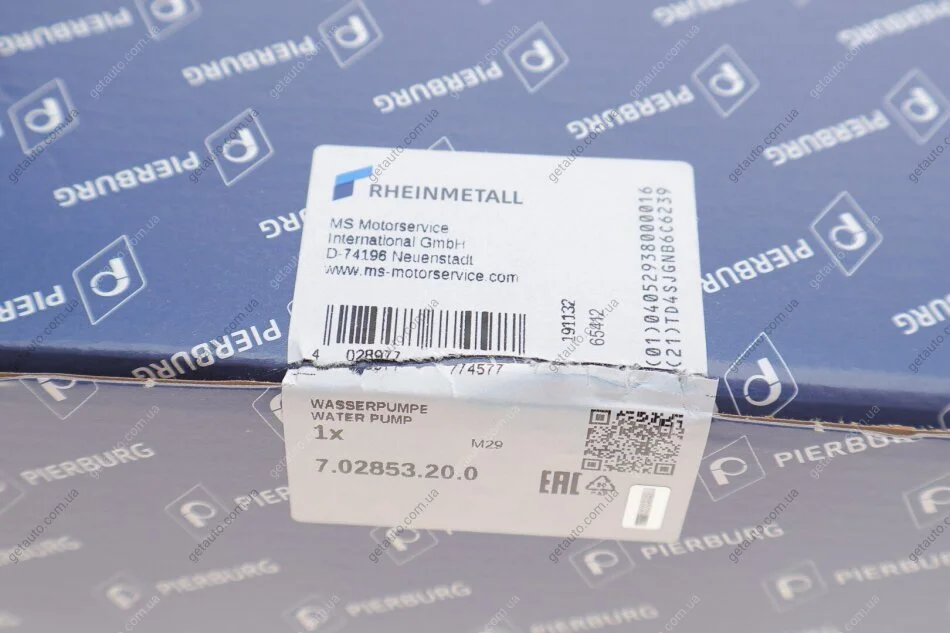 RHEINMETALL
MS Motorservice
International GmbH
D-74196 Neuenstadt
www.ms-motorservice.com
4 028977 774577
191132
65412
(01)04052938000016
(21)TD4SJGNB6C6239
WASSERPUMPE
WATER PUMP
1x
M29
7.02853.20.0
EAC
PIERBURG
getauto.com.ua